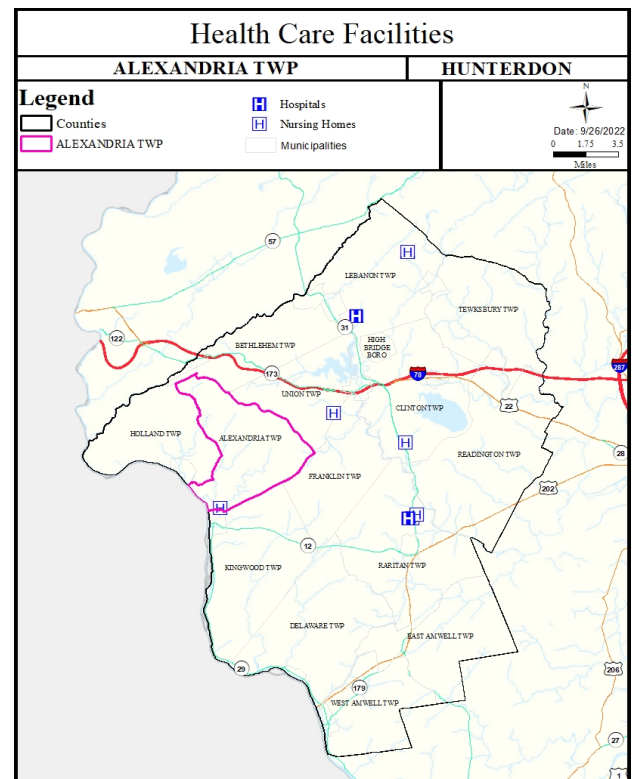 Health Care Facilities
ALEXANDRIA TWP
HUNTERDON
Legend
Counties
ALEXANDRIA TWP
H Hospitals
H Nursing Homes
Municipalities
N
Date: 9/26/2022
0 1.75 3.5
Miles
57
H
LEBANON TWP
TEWKSBURY TWP
H
31
122
BETHLEHEM TWP
HIGH
BRIDGE
BORO
173
78
287
UNION TWP
CLINTON TWP
22
H
HOLLAND TWP
ALEXANDRIA TWP
H
READINGTON TWP
28
FRANKLIN TWP
202
H
H H
12
KINGWOOD TWP
RARITAN TWP
DELAWARE TWP
EAST AMWELL TWP
29
206
179
WEST AMWELL TWP
27
1